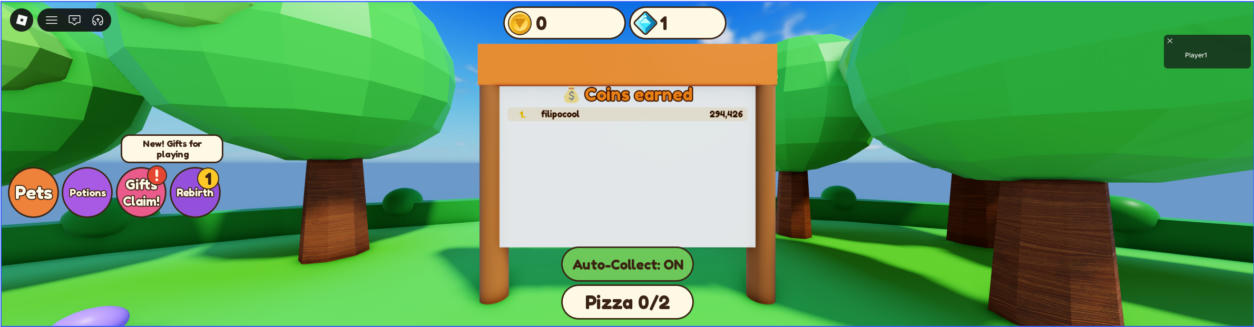 0
1
Player1
Coins earned
1. filipocool 294,426
New! Gifts for
playing
Pets
Potions
Gifts
!
Claim!
Rebirth
1
Auto-Collect: ON
Pizza 0/2